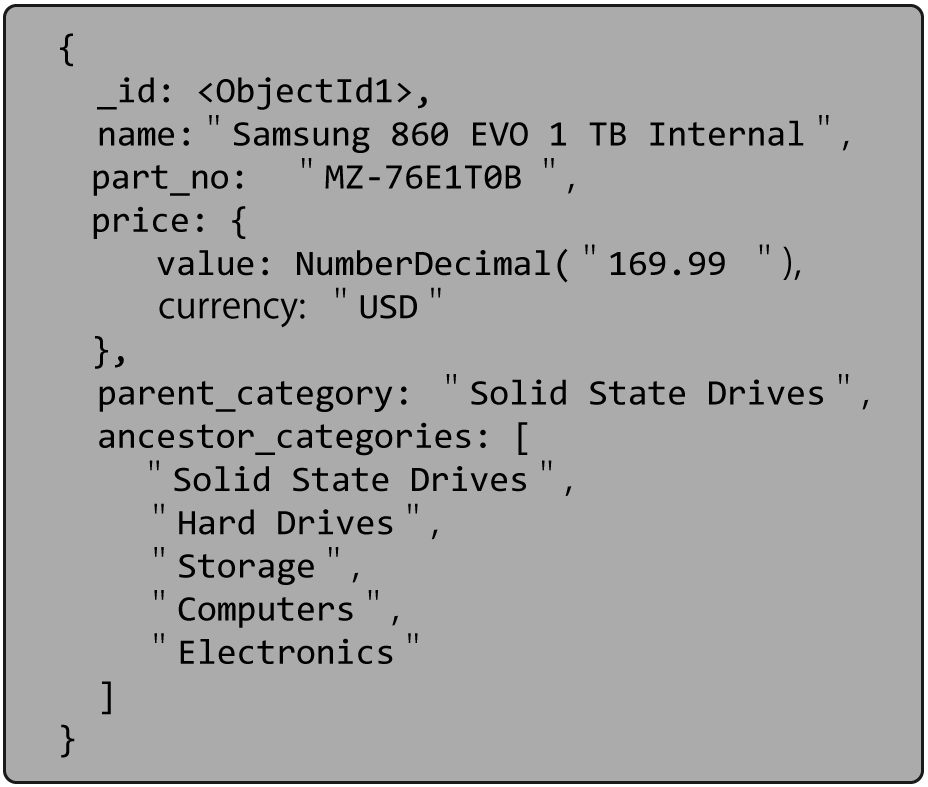 {
_id: <ObjectId1>,
name: "Samsung 860 EVO 1 TB Internal",
part_no: "MZ-76E1T0B ",
price: {
value: NumberDecimal("169.99 "),
currency: "USD"
},
parent_category: "Solid State Drives",
ancestor_categories: [
"Solid State Drives",
"Hard Drives",
"Storage",
"Computers",
"Electronics"
]
}